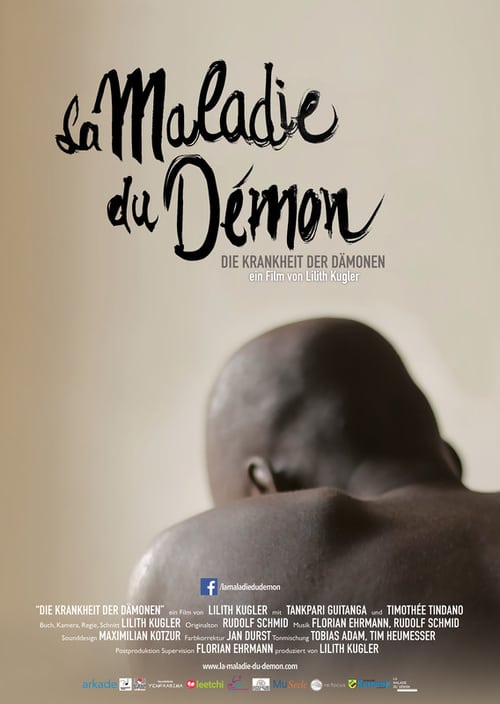 La Maladie
du Démon
DIE KRANKHEIT DER DÄMONEN
ein Film von Lilith Kugler
f /lamaladiedudemon
"DIE KRANKHEIT DER DÄMONEN" ein Film von LILITH KUGLER mit TANKPARI GUITANGA und TIMOTHÉE TINDANO
Buch, Kamera, Regie, Schnitt LILITH KUGLER Originalton RUDOLF SCHMID Musik FLORIAN EHRMANN, RUDOLF SCHMID
Sounddesign MAXIMILIAN KOTZUR Farbkorrektur JAN DURST Tonmischung TOBIAS ADAM, TIM HEUMESSER
Postproduktion Supervision FLORIAN EHRMANN produziert von LILITH KUGLER
www.la-maladie-du-demon.com
arkade YENFAABIMA leetchi MuSeele